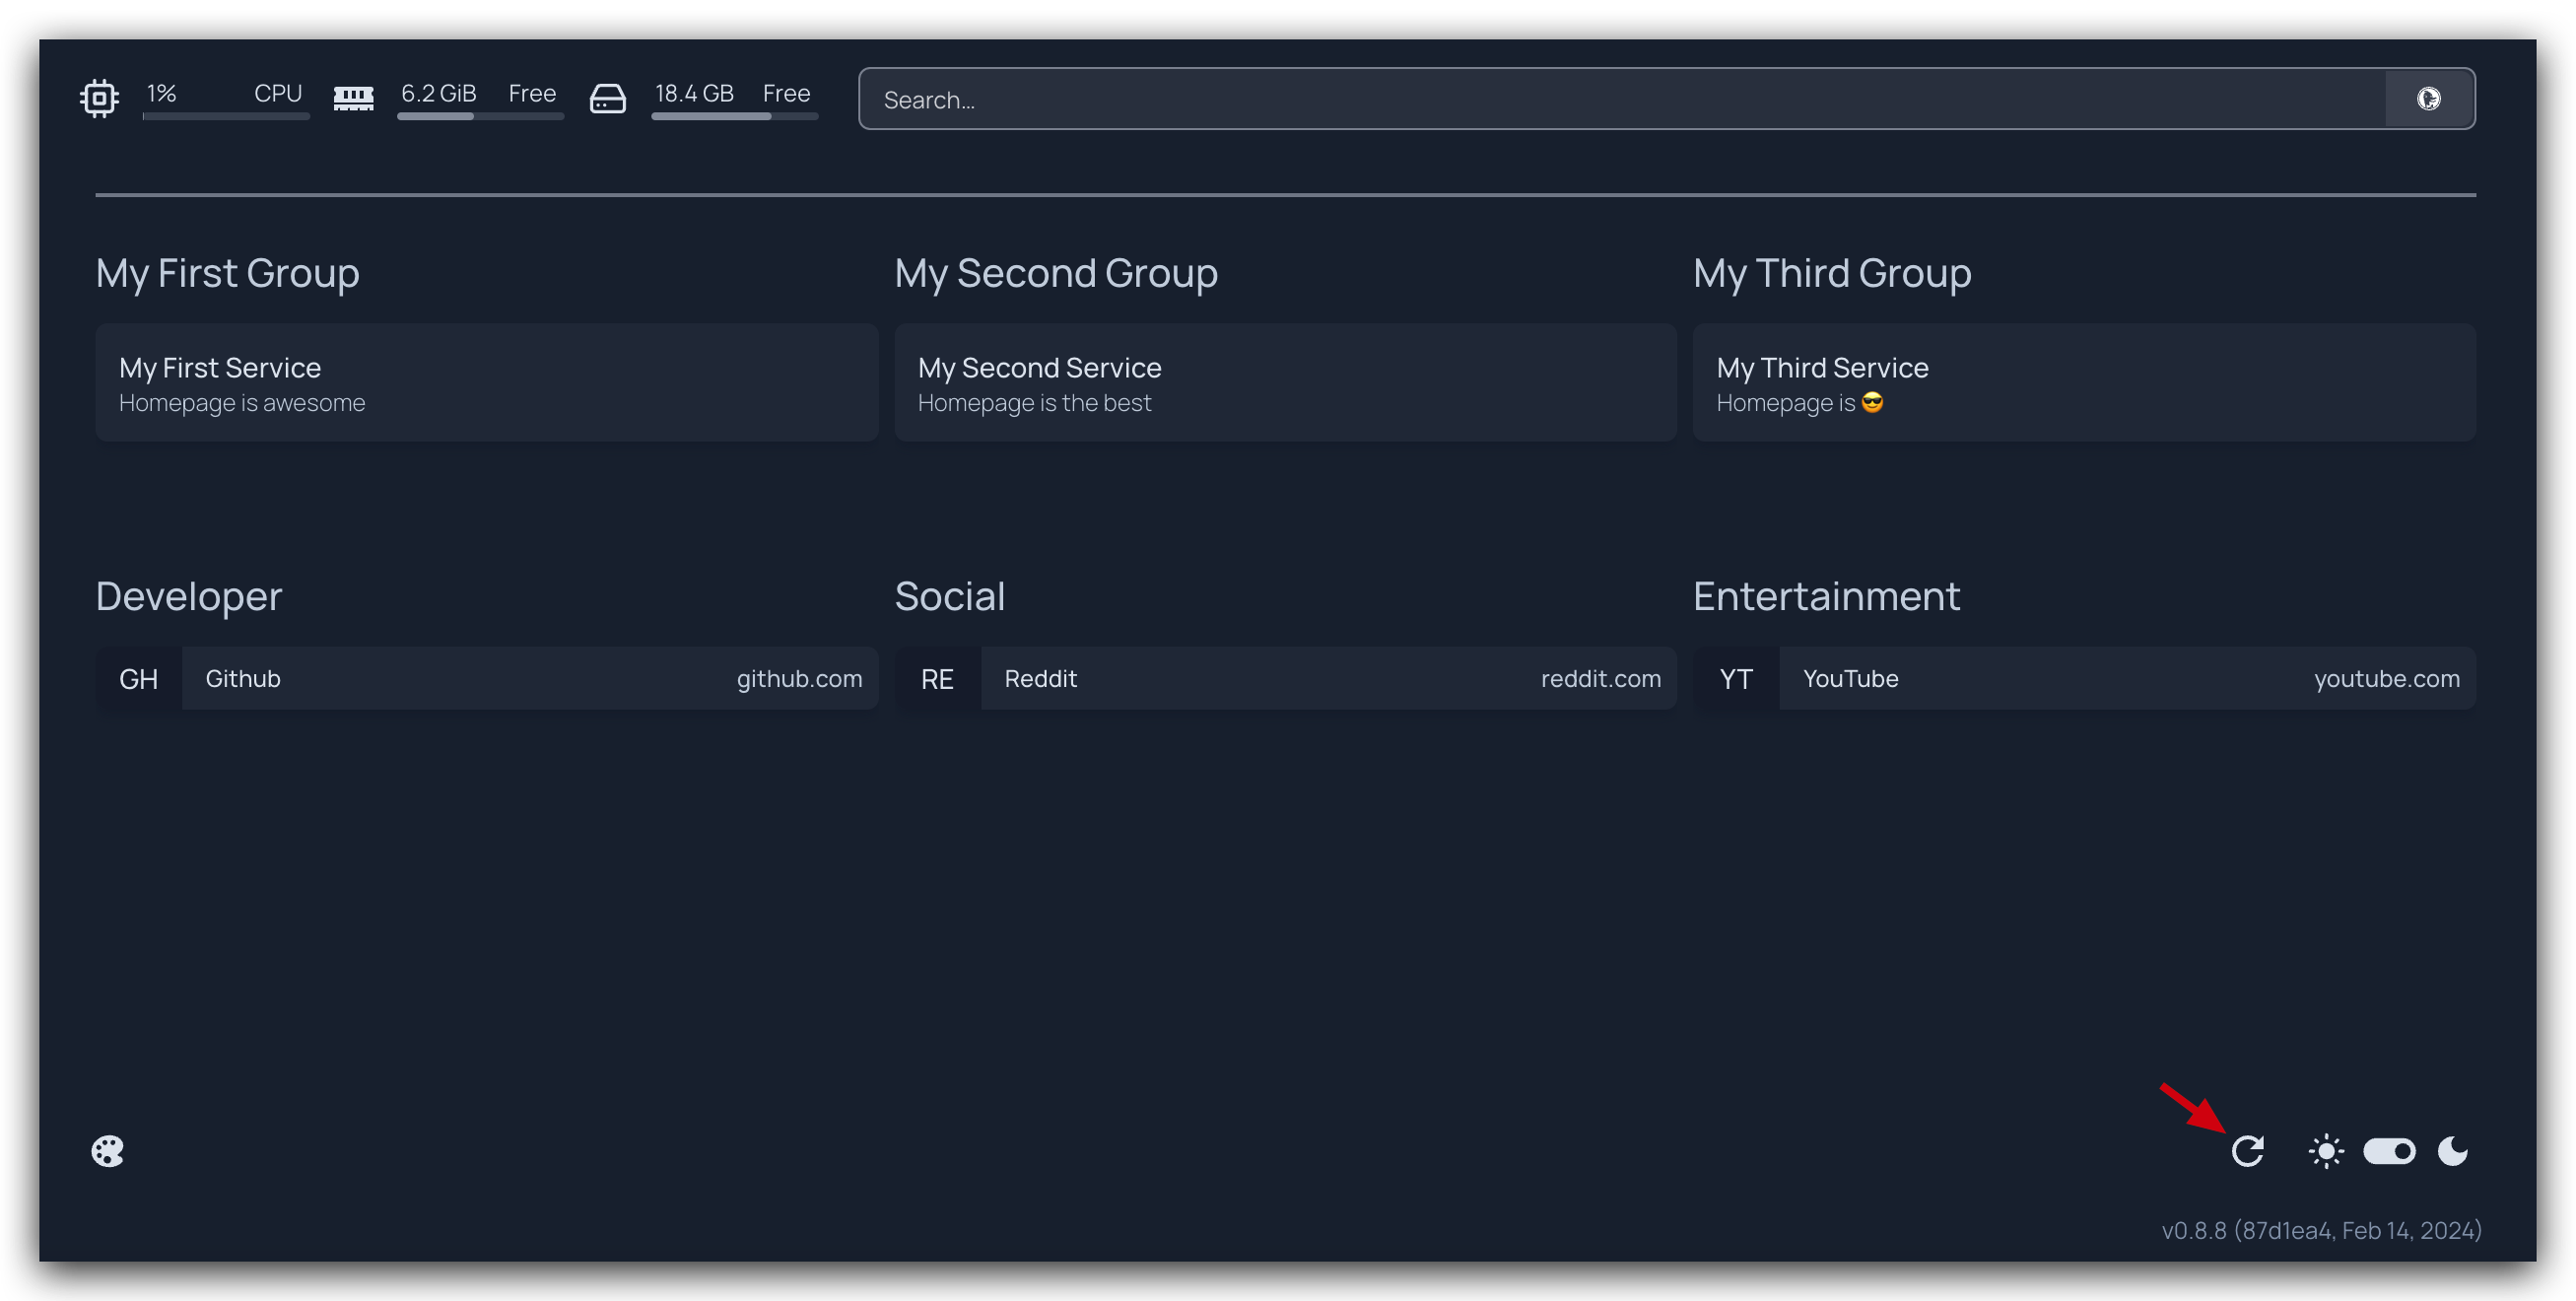 1% CPU 6.2 GiB Free 18.4 GB Free Search...
My First Group My Second Group My Third Group
My First Service My Second Service My Third Service
Homepage is awesome Homepage is the best Homepage is 😎
Developer Social Entertainment
GH Github github.com RE Reddit reddit.com YT YouTube youtube.com
v0.8.8 (87d1ea4, Feb 14, 2024)